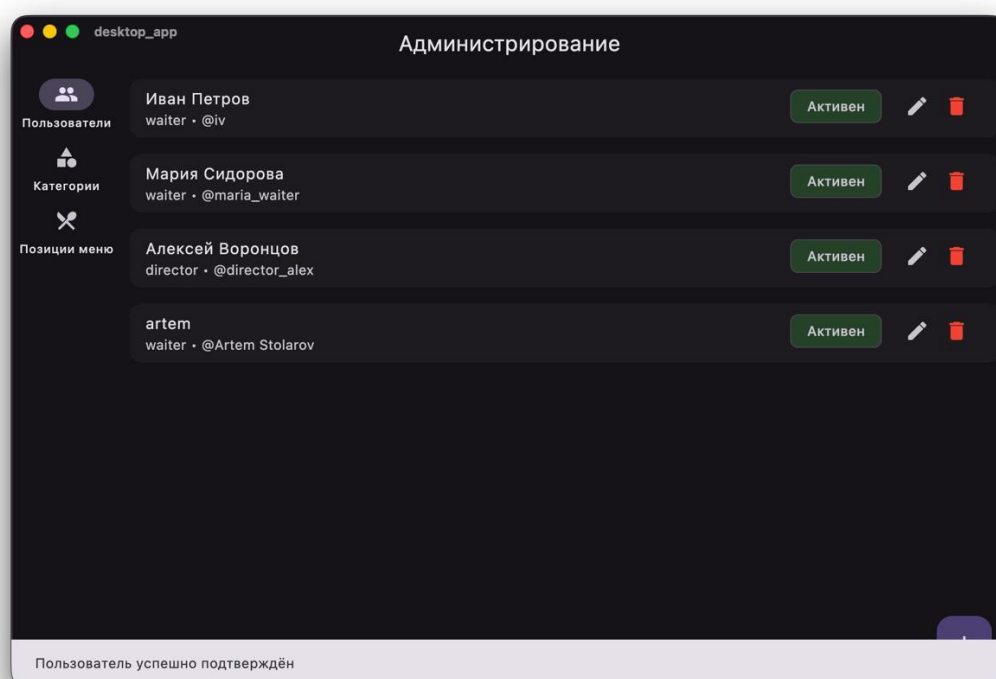 desktop_app
Администрирование
Пользователи
Категории
Позиции меню
Иван Петров
waiter • @iv
Активен
Мария Сидорова
waiter • @maria_waiter
Активен
Алексей Воронцов
director • @director_alex
Активен
artem
waiter • @Artem Stolarov
Активен
Пользователь успешно подтверждён